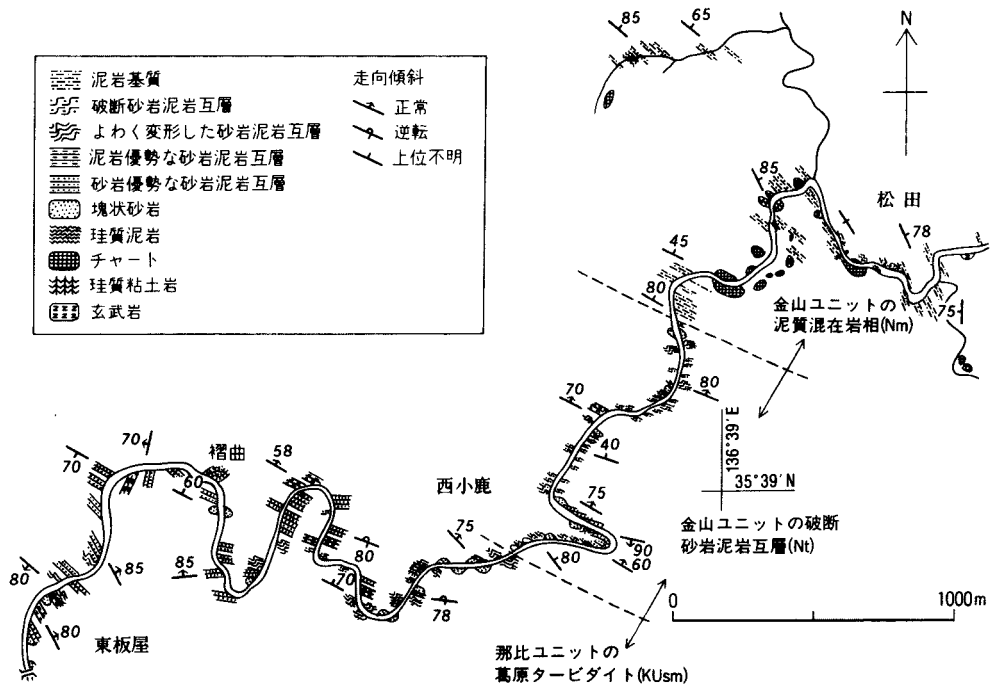 泥岩基質
破断砂岩泥岩互層
よわく変形した砂岩泥岩互層
泥岩優勢な砂岩泥岩互層
砂岩優勢な砂岩泥岩互層
塊状砂岩
珪質泥岩
チャート
珪質粘土岩
玄武岩
走向傾斜
正常
逆転
上位不明
85
65
N
85
松田
78
45
80
75
金山ユニットの
泥質混在岩相(Nm)
80
70
40
136°39′E
35°39′N
70
70
褶曲
60
58
西小鹿
75
75
金山ユニットの破断
砂岩泥岩互層(Nt)
90
60
80
80
85
85
80
70
78
80
東板屋
0
1000m
那比ユニットの
葛原タービダイト(KUsm)